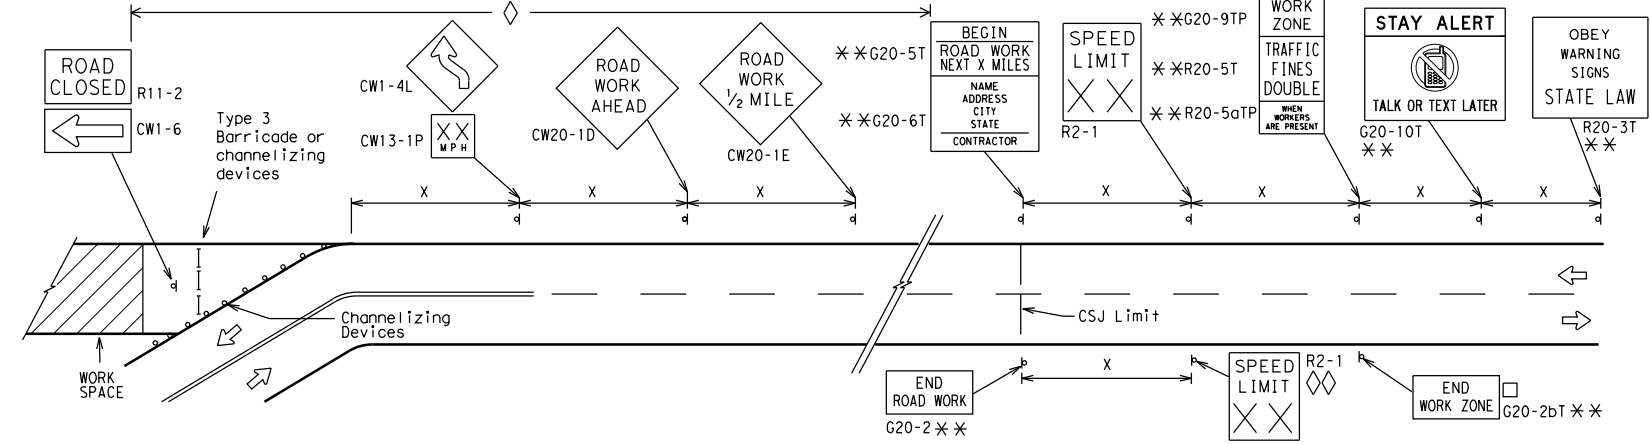 ROAD
CLOSED
R11-2
CW1-6
Type 3
Barricade or
channelizing
devices
CW1-4L
XX
MPH
CW13-1P
ROAD
WORK
AHEAD
CW20-1D
ROAD
WORK
1/2 MILE
CW20-1E
**G20-5T
BEGIN
ROAD WORK
NEXT X MILES
**G20-6T
NAME
ADDRESS
CITY
STATE
CONTRACTOR
SPEED
LIMIT
XX
R2-1
**G20-9TP
WORK
ZONE
**R20-5T
TRAFFIC
FINES
DOUBLE
**R20-5aTP
WHEN
WORKERS
ARE PRESENT
STAY ALERT
TALK OR TEXT LATER
G20-10T
**
OBEY
WARNING
SIGNS
STATE LAW
R20-3T
**
X
X
X
X
X
X
X
Channelizing
Devices
CSJ Limit
WORK
SPACE
X
END
ROAD WORK
G20-2 **
SPEED
LIMIT
XX
R2-1
END
WORK ZONE
G20-2bT **